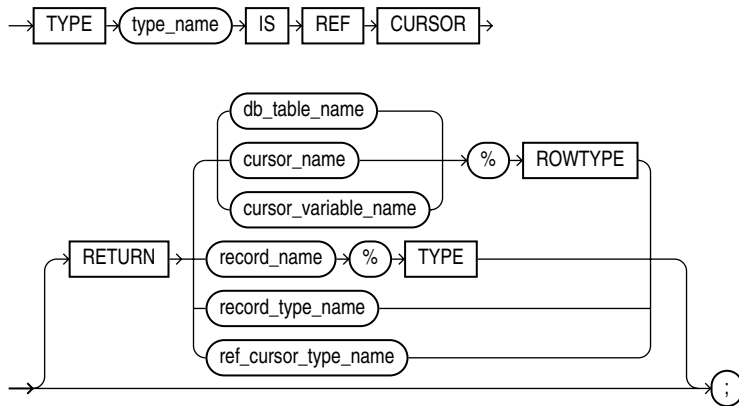 TYPE type_name IS REF CURSOR
db_table_name
cursor_name % ROWTYPE
cursor_variable_name
RETURN record_name % TYPE
record_type_name
ref_cursor_type_name
;